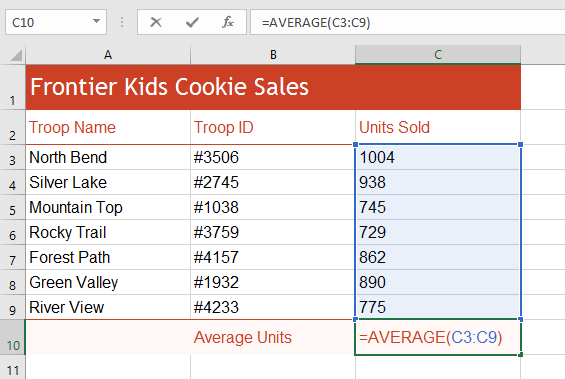 C10 fx =AVERAGE(C3:C9)
A B C
1 Frontier Kids Cookie Sales
2 Troop Name Troop ID Units Sold
3 North Bend #3506 1004
4 Silver Lake #2745 938
5 Mountain Top #1038 745
6 Rocky Trail #3759 729
7 Forest Path #4157 862
8 Green Valley #1932 890
9 River View #4233 775
10 Average Units =AVERAGE(C3:C9)
11